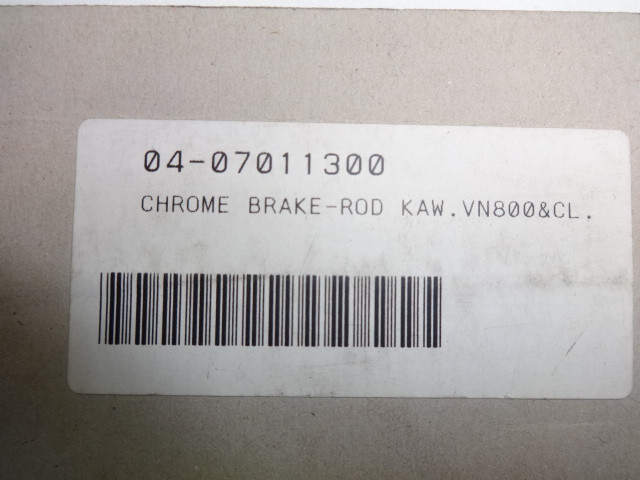 04-07011300
CHROME BRAKE-ROD KAW.VN800&CL.